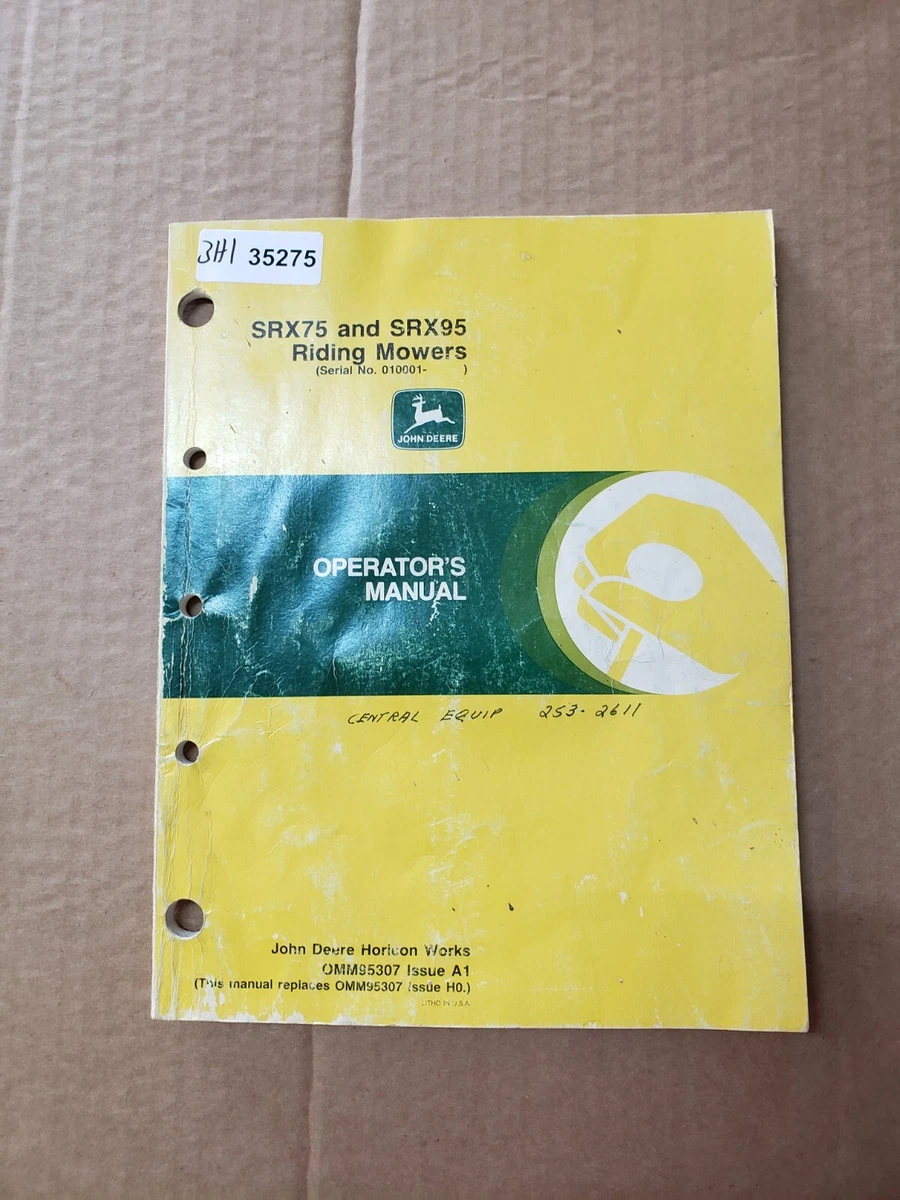 3H1 35275
SRX75 and SRX95
Riding Mowers
(Serial No. 010001-      )
JOHN DEERE
OPERATOR'S
MANUAL
CENTRAL EQUIP 253-2611
John Deere Horicon Works
OMM95307 Issue A1
(This manual replaces OMM95307 Issue H0.)
LITHO IN U.S.A.